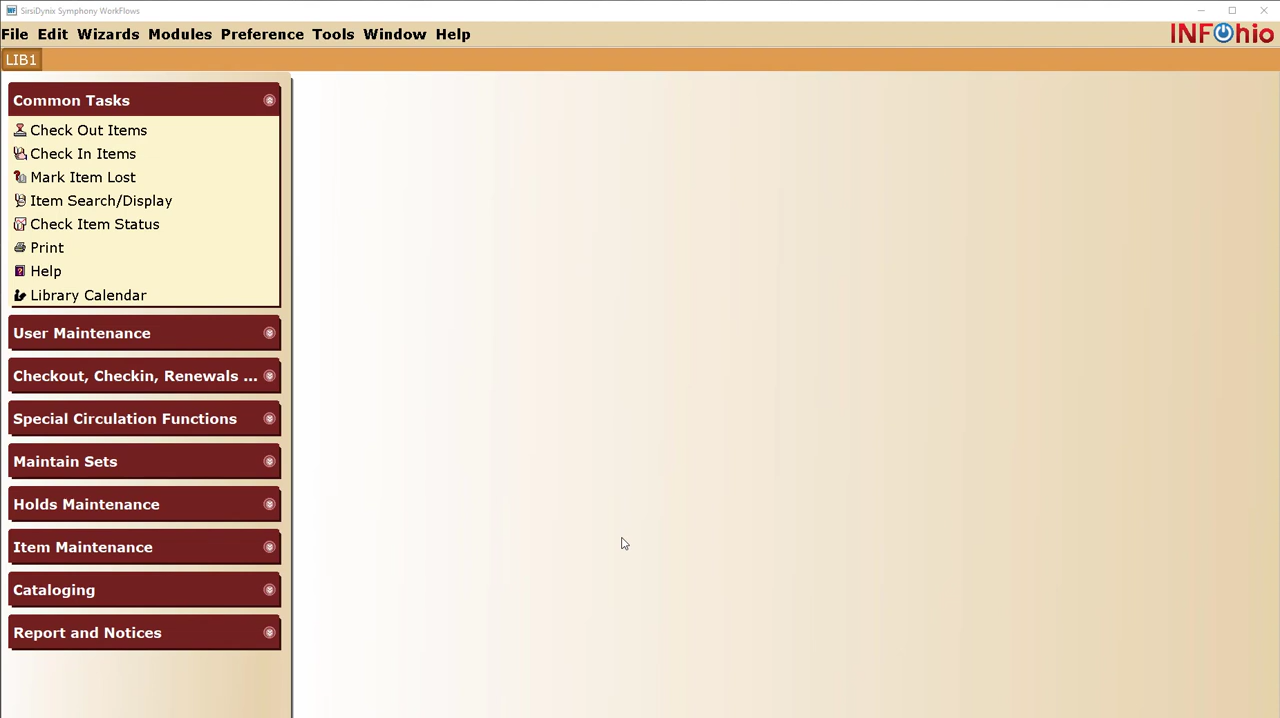 SirsiDynix Symphony WorkFlows
File Edit Wizards Modules Preference Tools Window Help
INFOhio
LIB1
Common Tasks
Check Out Items
Check In Items
Mark Item Lost
Item Search/Display
Check Item Status
Print
Help
Library Calendar
User Maintenance
Checkout, Checkin, Renewals ...
Special Circulation Functions
Maintain Sets
Holds Maintenance
Item Maintenance
Cataloging
Report and Notices